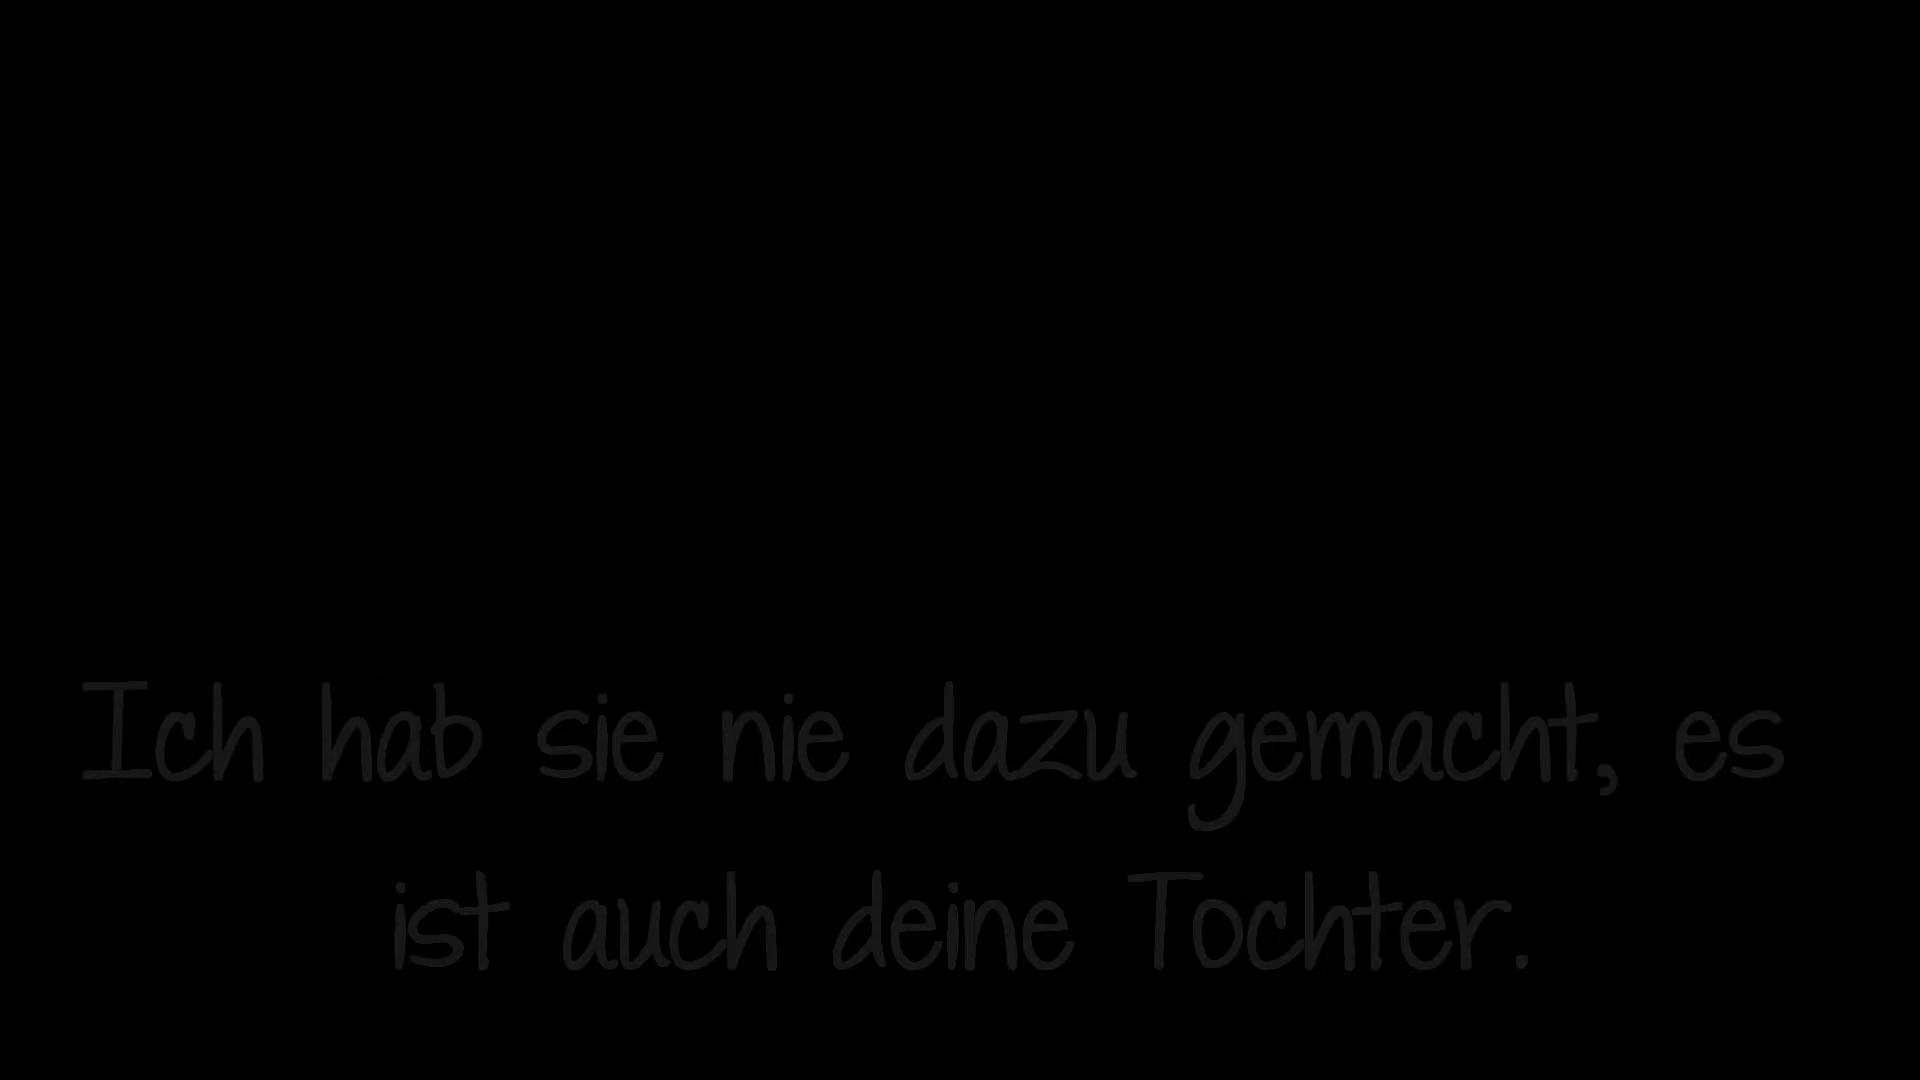 Ich hab sie nie dazu gemacht, es
ist auch deine Tochter.